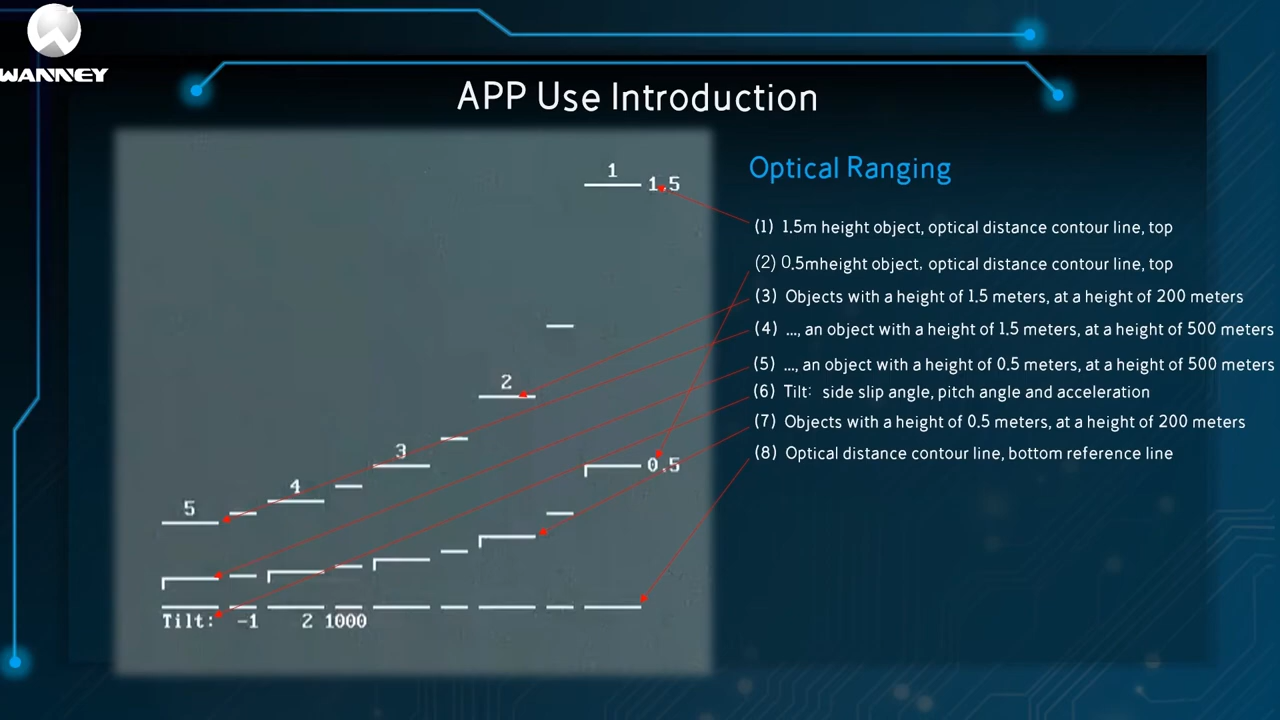 WANNEY
APP Use Introduction
1
1.5
2
3
4
5
0.5
Tilt: -1 2 1000
Optical Ranging
(1) 1.5m height object, optical distance contour line, top
(2) 0.5mheight object, optical distance contour line, top
(3) Objects with a height of 1.5 meters, at a height of 200 meters
(4) ..., an object with a height of 1.5 meters, at a height of 500 meters
(5) ..., an object with a height of 0.5 meters, at a height of 500 meters
(6) Tilt: side slip angle, pitch angle and acceleration
(7) Objects with a height of 0.5 meters, at a height of 200 meters
(8) Optical distance contour line, bottom reference line